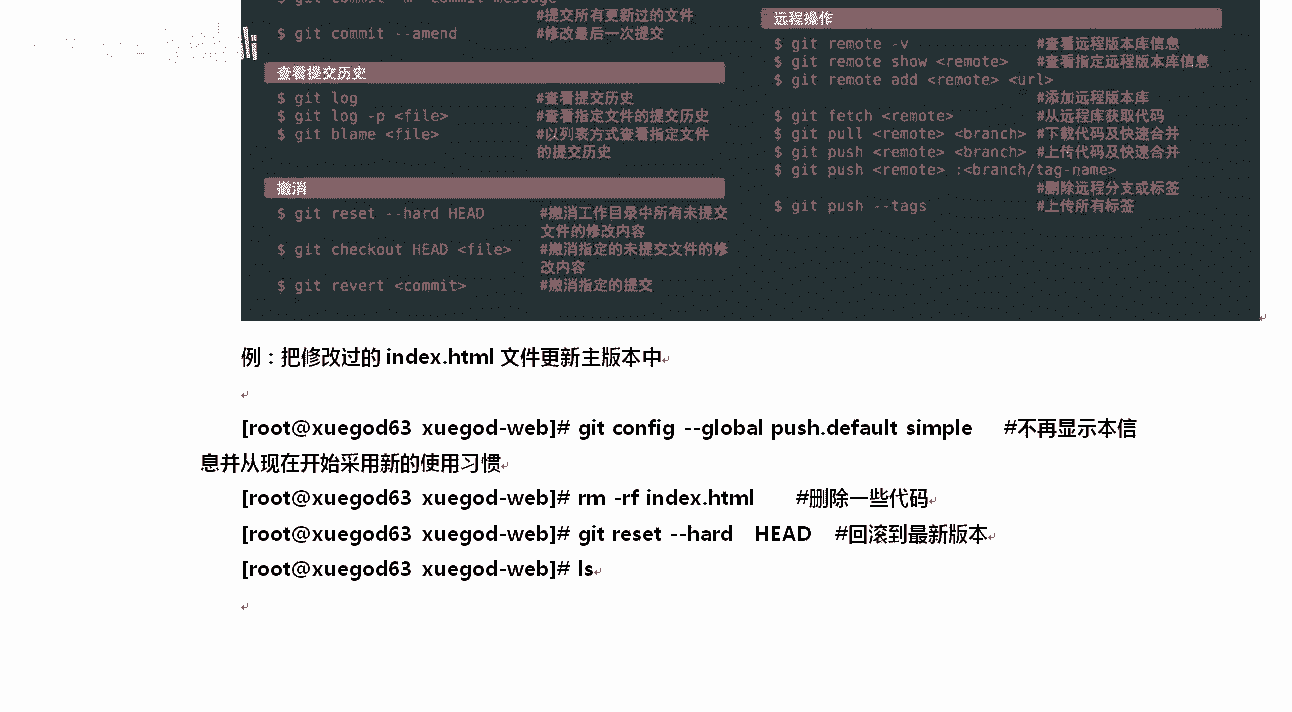 #提交所有更新过的文件
$ git commit --amend #修改最后一次提交
查看提交历史
$ git log #查看提交历史
$ git log -p <file> #查看指定文件的提交历史
$ git blame <file> #以列表方式查看指定文件
的提交历史
撤消
$ git reset --hard HEAD #撤消工作目录中所有未提交
文件的修改内容
$ git checkout HEAD <file> #撤消指定的未提交文件的修
改内容
$ git revert <commit> #撤消指定的提交
远程操作
$ git remote -v #查看远程版本库信息
$ git remote show <remote> #查看指定远程版本库信息
$ git remote add <remote> <url>
#添加远程版本库
$ git fetch <remote> #从远程库获取代码
$ git pull <remote> <branch> #下载代码及快速合并
$ git push <remote> <branch> #上传代码及快速合并
$ git push <remote> :<branch/tag-name>
#删除远程分支或标签
$ git push --tags #上传所有标签
例：把修改过的 index.html 文件更新主版本中
[root@xuegod63 xuegod-web]# git config --global push.default simple #不再显示本信
息并从现在开始采用新的使用习惯
[root@xuegod63 xuegod-web]# rm -rf index.html #删除一些代码
[root@xuegod63 xuegod-web]# git reset --hard HEAD #回滚到最新版本
[root@xuegod63 xuegod-web]# ls